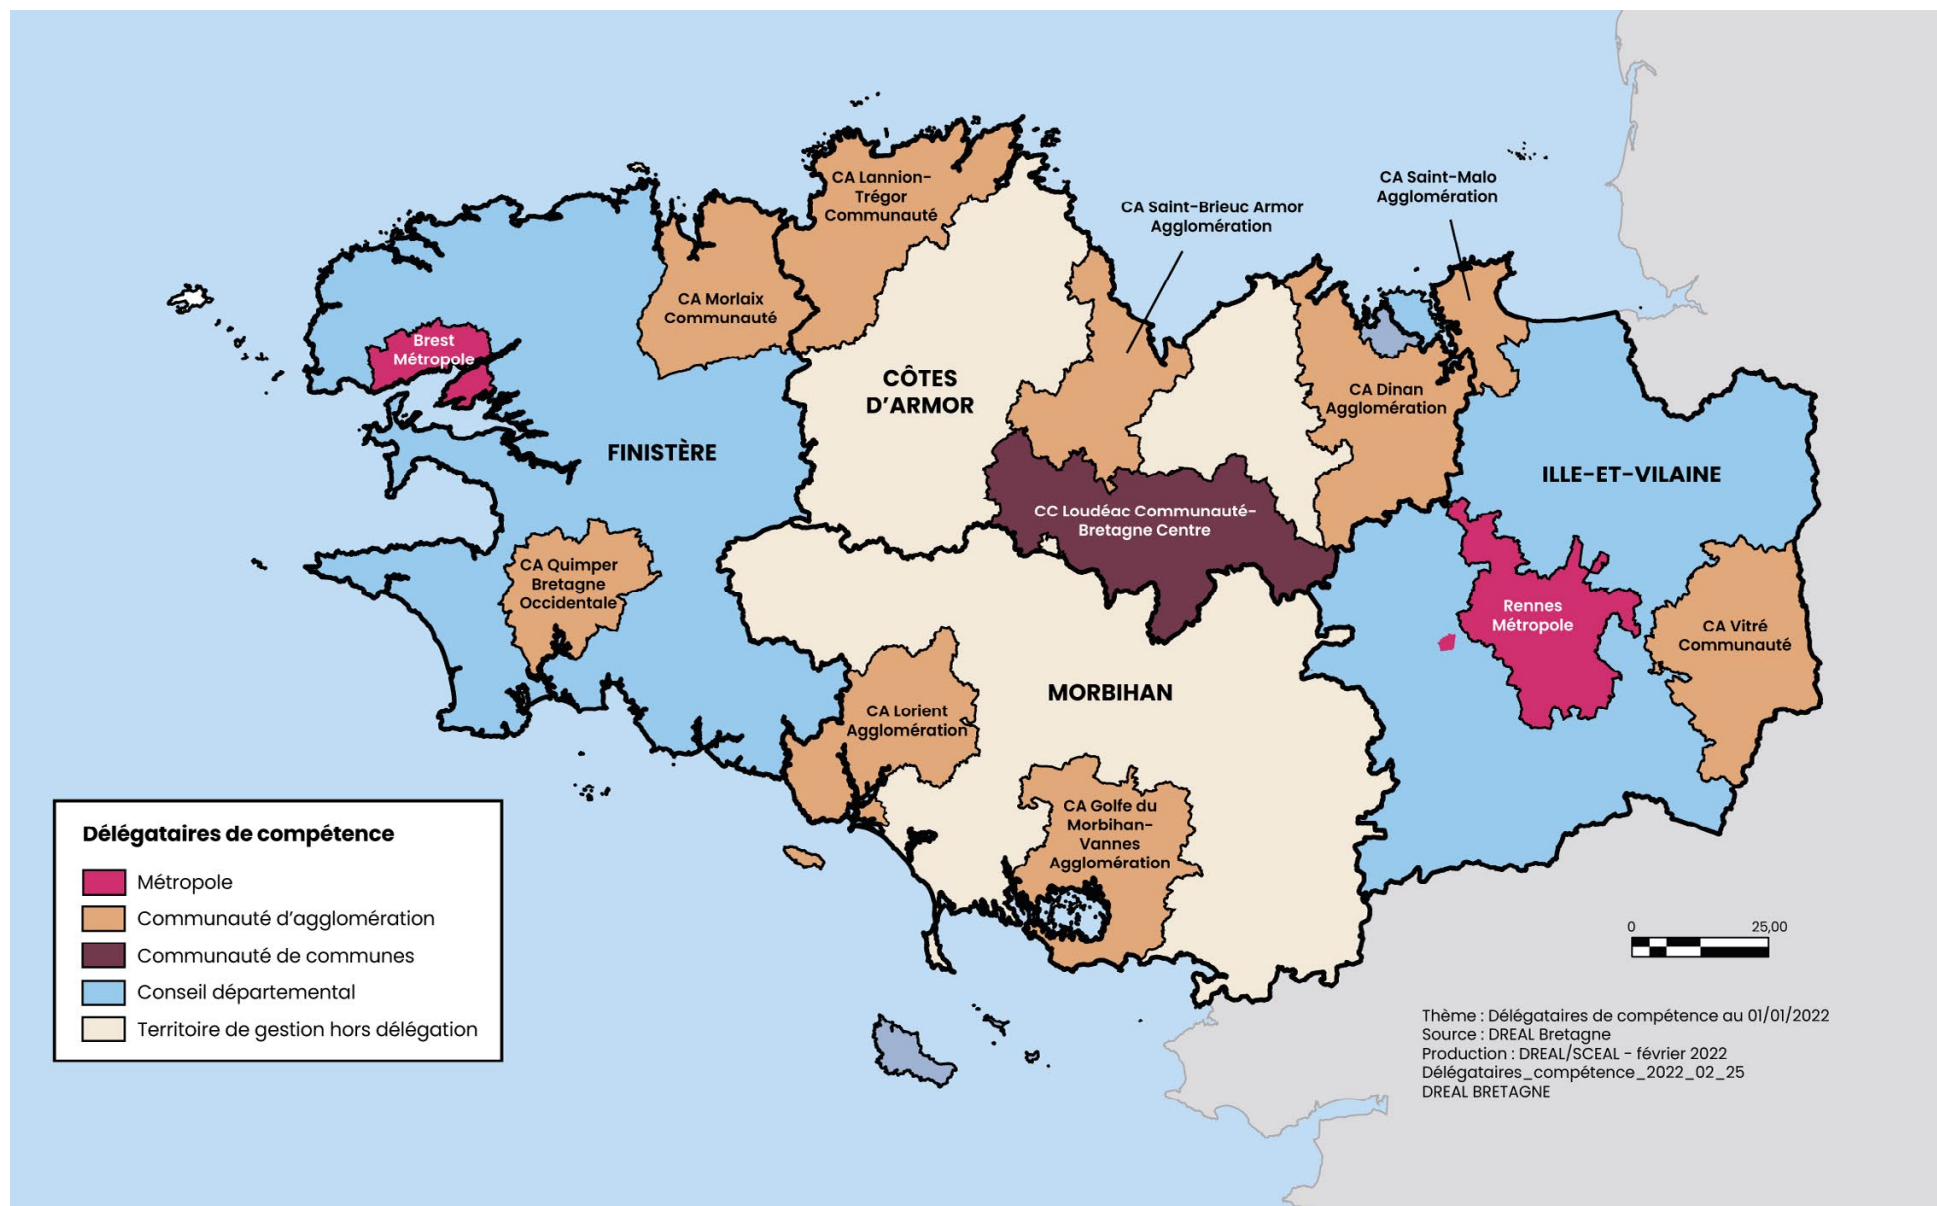 CA Lannion-
Trégor
Communauté
CA Saint-Brieuc Armor
Agglomération
CA Saint-Malo
Agglomération
CA Morlaix
Communauté
Brest
Métropole
CÔTES
D’ARMOR
CA Dinan
Agglomération
FINISTÈRE
ILLE-ET-VILAINE
CC Loudéac Communauté-
Bretagne Centre
CA Quimper
Bretagne
Occidentale
Rennes
Métropole
CA Vitré
Communauté
MORBIHAN
CA Lorient
Agglomération
CA Golfe du
Morbihan-
Vannes
Agglomération
Délégataires de compétence
Métropole
Communauté d’agglomération
Communauté de communes
Conseil départemental
Territoire de gestion hors délégation
0 25,00
Thème : Délégataires de compétence au 01/01/2022
Source : DREAL Bretagne
Production : DREAL/SCEAL - février 2022
Délégataires_compétence_2022_02_25
DREAL BRETAGNE